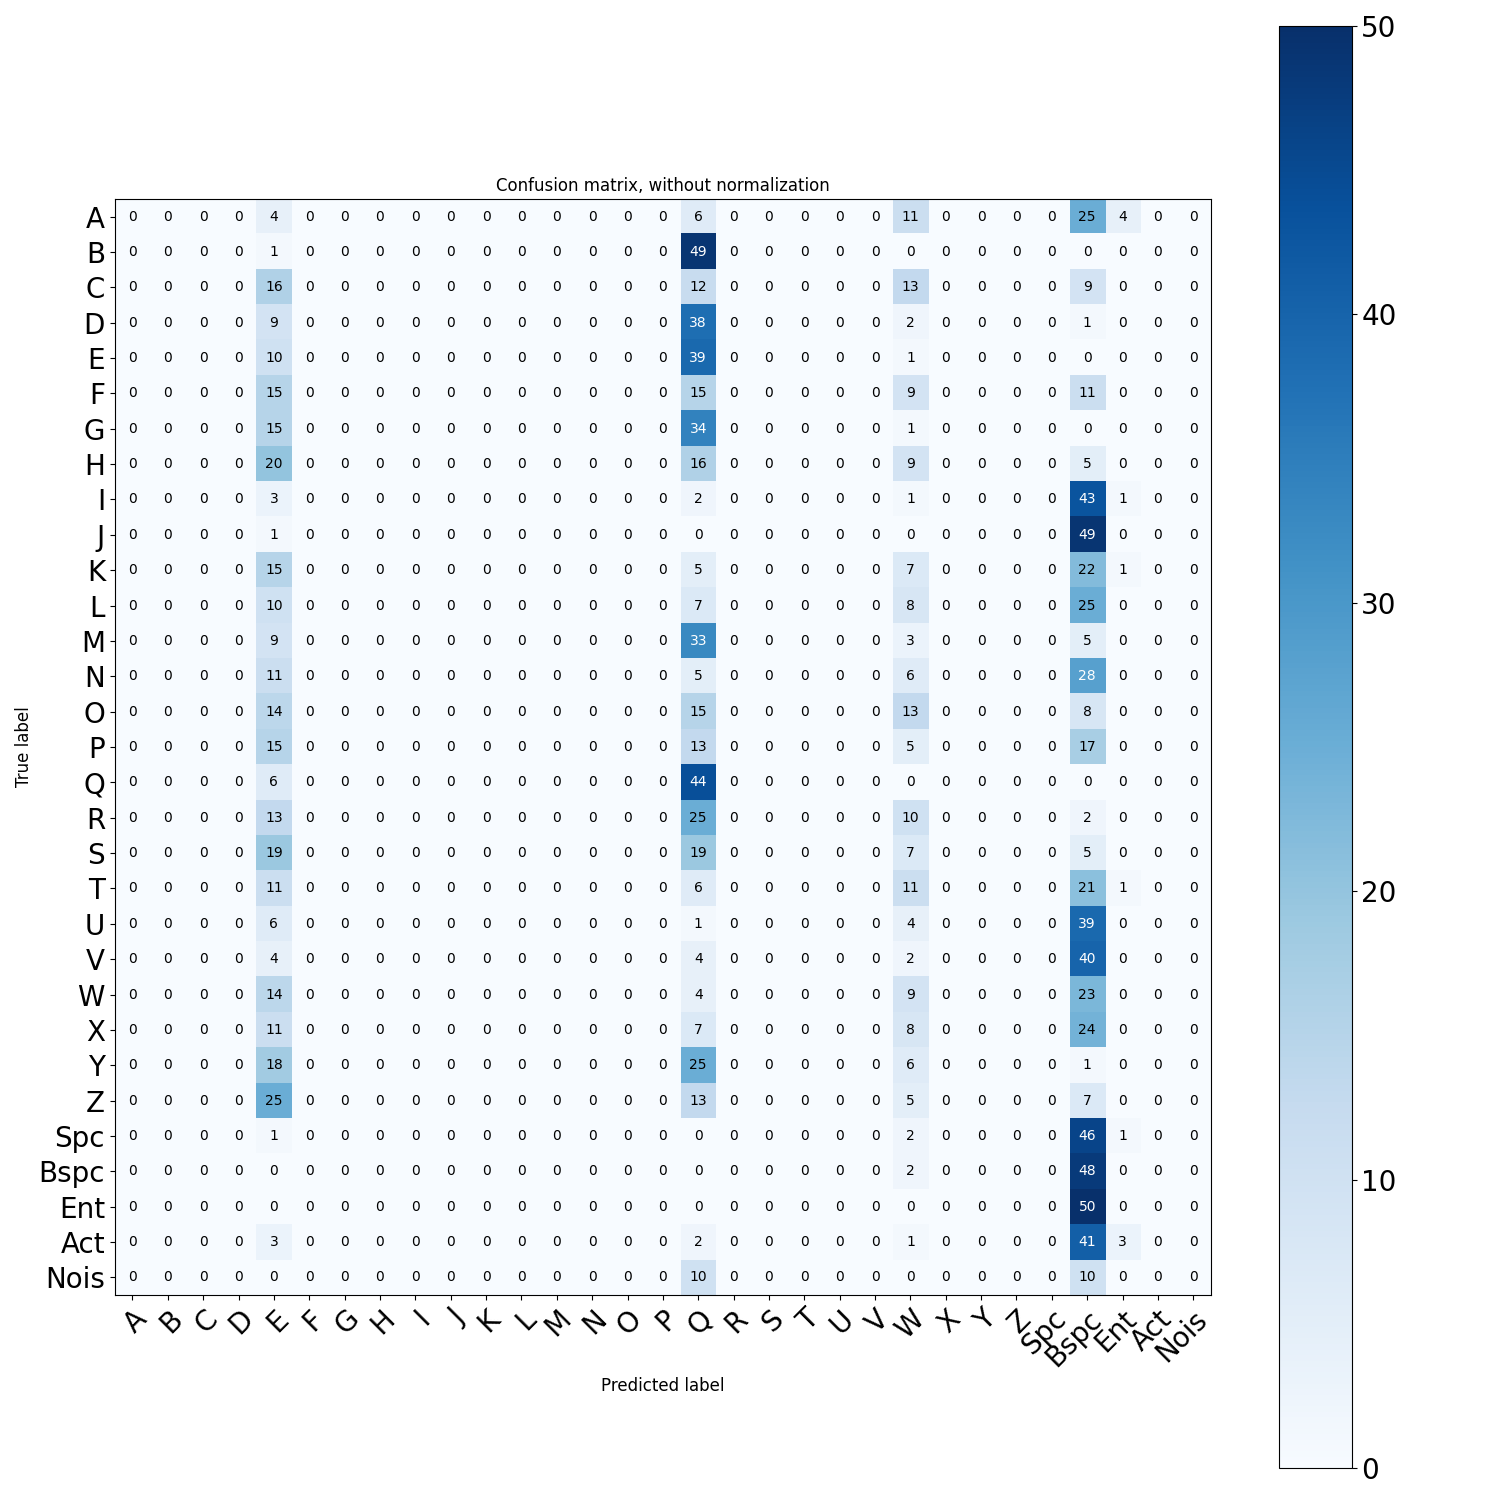 Confusion matrix, without normalization
A 0 0 0 0 4 0 0 0 0 0 0 0 0 0 0 0 6 0 0 0 0 0 11 0 0 0 0 25 4 0 0
B 0 0 0 0 1 0 0 0 0 0 0 0 0 0 0 0 49 0 0 0 0 0 0 0 0 0 0 0 0 0 0
C 0 0 0 0 16 0 0 0 0 0 0 0 0 0 0 0 12 0 0 0 0 0 13 0 0 0 0 9 0 0 0
D 0 0 0 0 9 0 0 0 0 0 0 0 0 0 0 0 38 0 0 0 0 0 2 0 0 0 0 1 0 0 0
E 0 0 0 0 10 0 0 0 0 0 0 0 0 0 0 0 39 0 0 0 0 0 1 0 0 0 0 0 0 0 0
F 0 0 0 0 15 0 0 0 0 0 0 0 0 0 0 0 15 0 0 0 0 0 9 0 0 0 0 11 0 0 0
G 0 0 0 0 15 0 0 0 0 0 0 0 0 0 0 0 34 0 0 0 0 0 1 0 0 0 0 0 0 0 0
H 0 0 0 0 20 0 0 0 0 0 0 0 0 0 0 0 16 0 0 0 0 0 9 0 0 0 0 5 0 0 0
I 0 0 0 0 3 0 0 0 0 0 0 0 0 0 0 0 2 0 0 0 0 0 1 0 0 0 0 43 1 0 0
J 0 0 0 0 1 0 0 0 0 0 0 0 0 0 0 0 0 0 0 0 0 0 0 0 0 0 0 49 0 0 0
K 0 0 0 0 15 0 0 0 0 0 0 0 0 0 0 0 5 0 0 0 0 0 7 0 0 0 0 22 1 0 0
L 0 0 0 0 10 0 0 0 0 0 0 0 0 0 0 0 7 0 0 0 0 0 8 0 0 0 0 25 0 0 0
M 0 0 0 0 9 0 0 0 0 0 0 0 0 0 0 0 33 0 0 0 0 0 3 0 0 0 0 5 0 0 0
N 0 0 0 0 11 0 0 0 0 0 0 0 0 0 0 0 5 0 0 0 0 0 6 0 0 0 0 28 0 0 0
O 0 0 0 0 14 0 0 0 0 0 0 0 0 0 0 0 15 0 0 0 0 0 13 0 0 0 0 8 0 0 0
P 0 0 0 0 15 0 0 0 0 0 0 0 0 0 0 0 13 0 0 0 0 0 5 0 0 0 0 17 0 0 0
Q 0 0 0 0 6 0 0 0 0 0 0 0 0 0 0 0 44 0 0 0 0 0 0 0 0 0 0 0 0 0 0
R 0 0 0 0 13 0 0 0 0 0 0 0 0 0 0 0 25 0 0 0 0 0 10 0 0 0 0 2 0 0 0
S 0 0 0 0 19 0 0 0 0 0 0 0 0 0 0 0 19 0 0 0 0 0 7 0 0 0 0 5 0 0 0
T 0 0 0 0 11 0 0 0 0 0 0 0 0 0 0 0 6 0 0 0 0 0 11 0 0 0 0 21 1 0 0
U 0 0 0 0 6 0 0 0 0 0 0 0 0 0 0 0 1 0 0 0 0 0 4 0 0 0 0 39 0 0 0
V 0 0 0 0 4 0 0 0 0 0 0 0 0 0 0 0 4 0 0 0 0 0 2 0 0 0 0 40 0 0 0
W 0 0 0 0 14 0 0 0 0 0 0 0 0 0 0 0 4 0 0 0 0 0 9 0 0 0 0 23 0 0 0
X 0 0 0 0 11 0 0 0 0 0 0 0 0 0 0 0 7 0 0 0 0 0 8 0 0 0 0 24 0 0 0
Y 0 0 0 0 18 0 0 0 0 0 0 0 0 0 0 0 25 0 0 0 0 0 6 0 0 0 0 1 0 0 0
Z 0 0 0 0 25 0 0 0 0 0 0 0 0 0 0 0 13 0 0 0 0 0 5 0 0 0 0 7 0 0 0
Spc 0 0 0 0 1 0 0 0 0 0 0 0 0 0 0 0 0 0 0 0 0 0 2 0 0 0 0 46 1 0 0
Bspc 0 0 0 0 0 0 0 0 0 0 0 0 0 0 0 0 0 0 0 0 0 0 2 0 0 0 0 48 0 0 0
Ent 0 0 0 0 0 0 0 0 0 0 0 0 0 0 0 0 0 0 0 0 0 0 0 0 0 0 0 50 0 0 0
Act 0 0 0 0 3 0 0 0 0 0 0 0 0 0 0 0 2 0 0 0 0 0 1 0 0 0 0 41 3 0 0
Nois 0 0 0 0 0 0 0 0 0 0 0 0 0 0 0 0 10 0 0 0 0 0 0 0 0 0 0 10 0 0 0
A B C D E F G H I J K L M N O P Q R S T U V W X Y Z Spc Bspc Ent Act Nois
True label
Predicted label
50
40
30
20
10
0